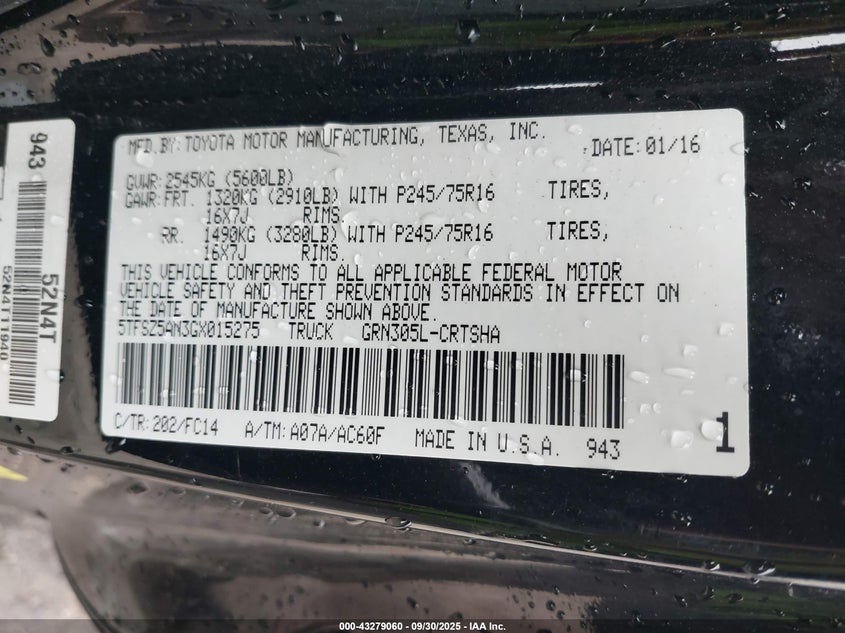 MFD.BY:TOYOTA MOTOR MANUFACTURING, TEXAS, INC.
DATE:01/16
GVWR:2545KG (5600LB)
GAWR:FRT. 1320KG (2910LB) WITH P245/75R16 TIRES,
16X7J RIMS.
RR. 1490KG (3280LB) WITH P245/75R16 TIRES,
16X7J RIMS.
THIS VEHICLE CONFORMS TO ALL APPLICABLE FEDERAL MOTOR
VEHICLE SAFETY AND THEFT PREVENTION STANDARDS IN EFFECT ON
THE DATE OF MANUFACTURE SHOWN ABOVE.
5TFSZ5AN3GX015275 TRUCK GRN305L-CRTSHA
C/TR:202/FC14 A/TM:A07A/AC60F MADE IN U.S.A. 943
1
943
52N4T
52N4T11940
000-43279060 - 09/30/2025 - IAA Inc.